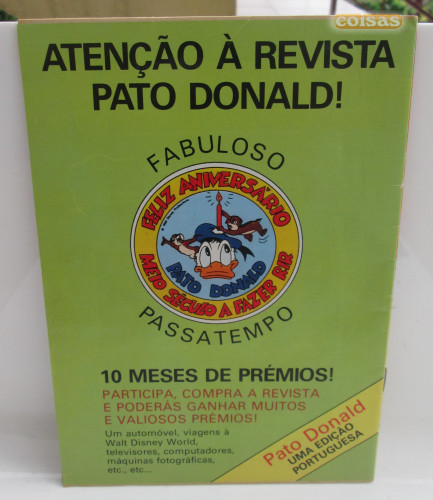 coisas
ATENÇÃO À REVISTA
PATO DONALD!
FABULOSO
FELIZ ANIVERSÁRIO
PATO DONALD
MEIO SÉCULO A FAZER RIR
PASSATEMPO
10 MESES DE PRÉMIOS!
PARTICIPA, COMPRA A REVISTA
E PODERÁS GANHAR MUITOS
E VALIOSOS PRÉMIOS!
Um automóvel, viagens à
Walt Disney World,
televisores, computadores,
máquinas fotográficas,
etc., etc...
Pato Donald
UMA EDIÇÃO
PORTUGUESA